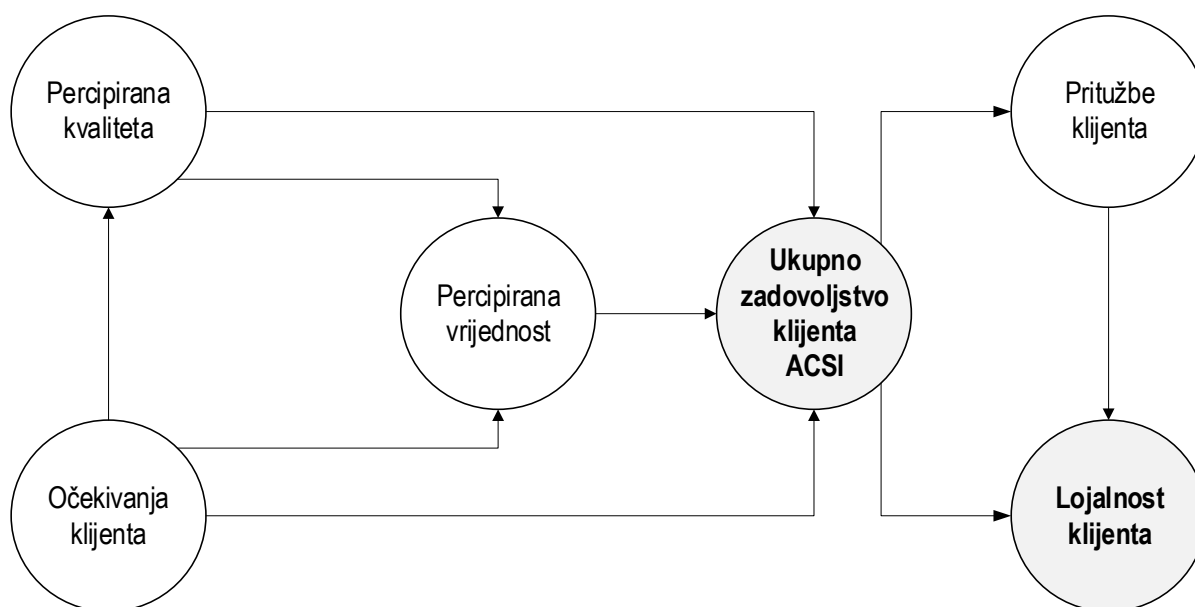 Percipirana
kvaliteta
Pritužbe
klijenta
Percipirana
vrijednost
Ukupno
zadovoljstvo
klijenta
ACSI
Očekivanja
klijenta
Lojalnost
klijenta